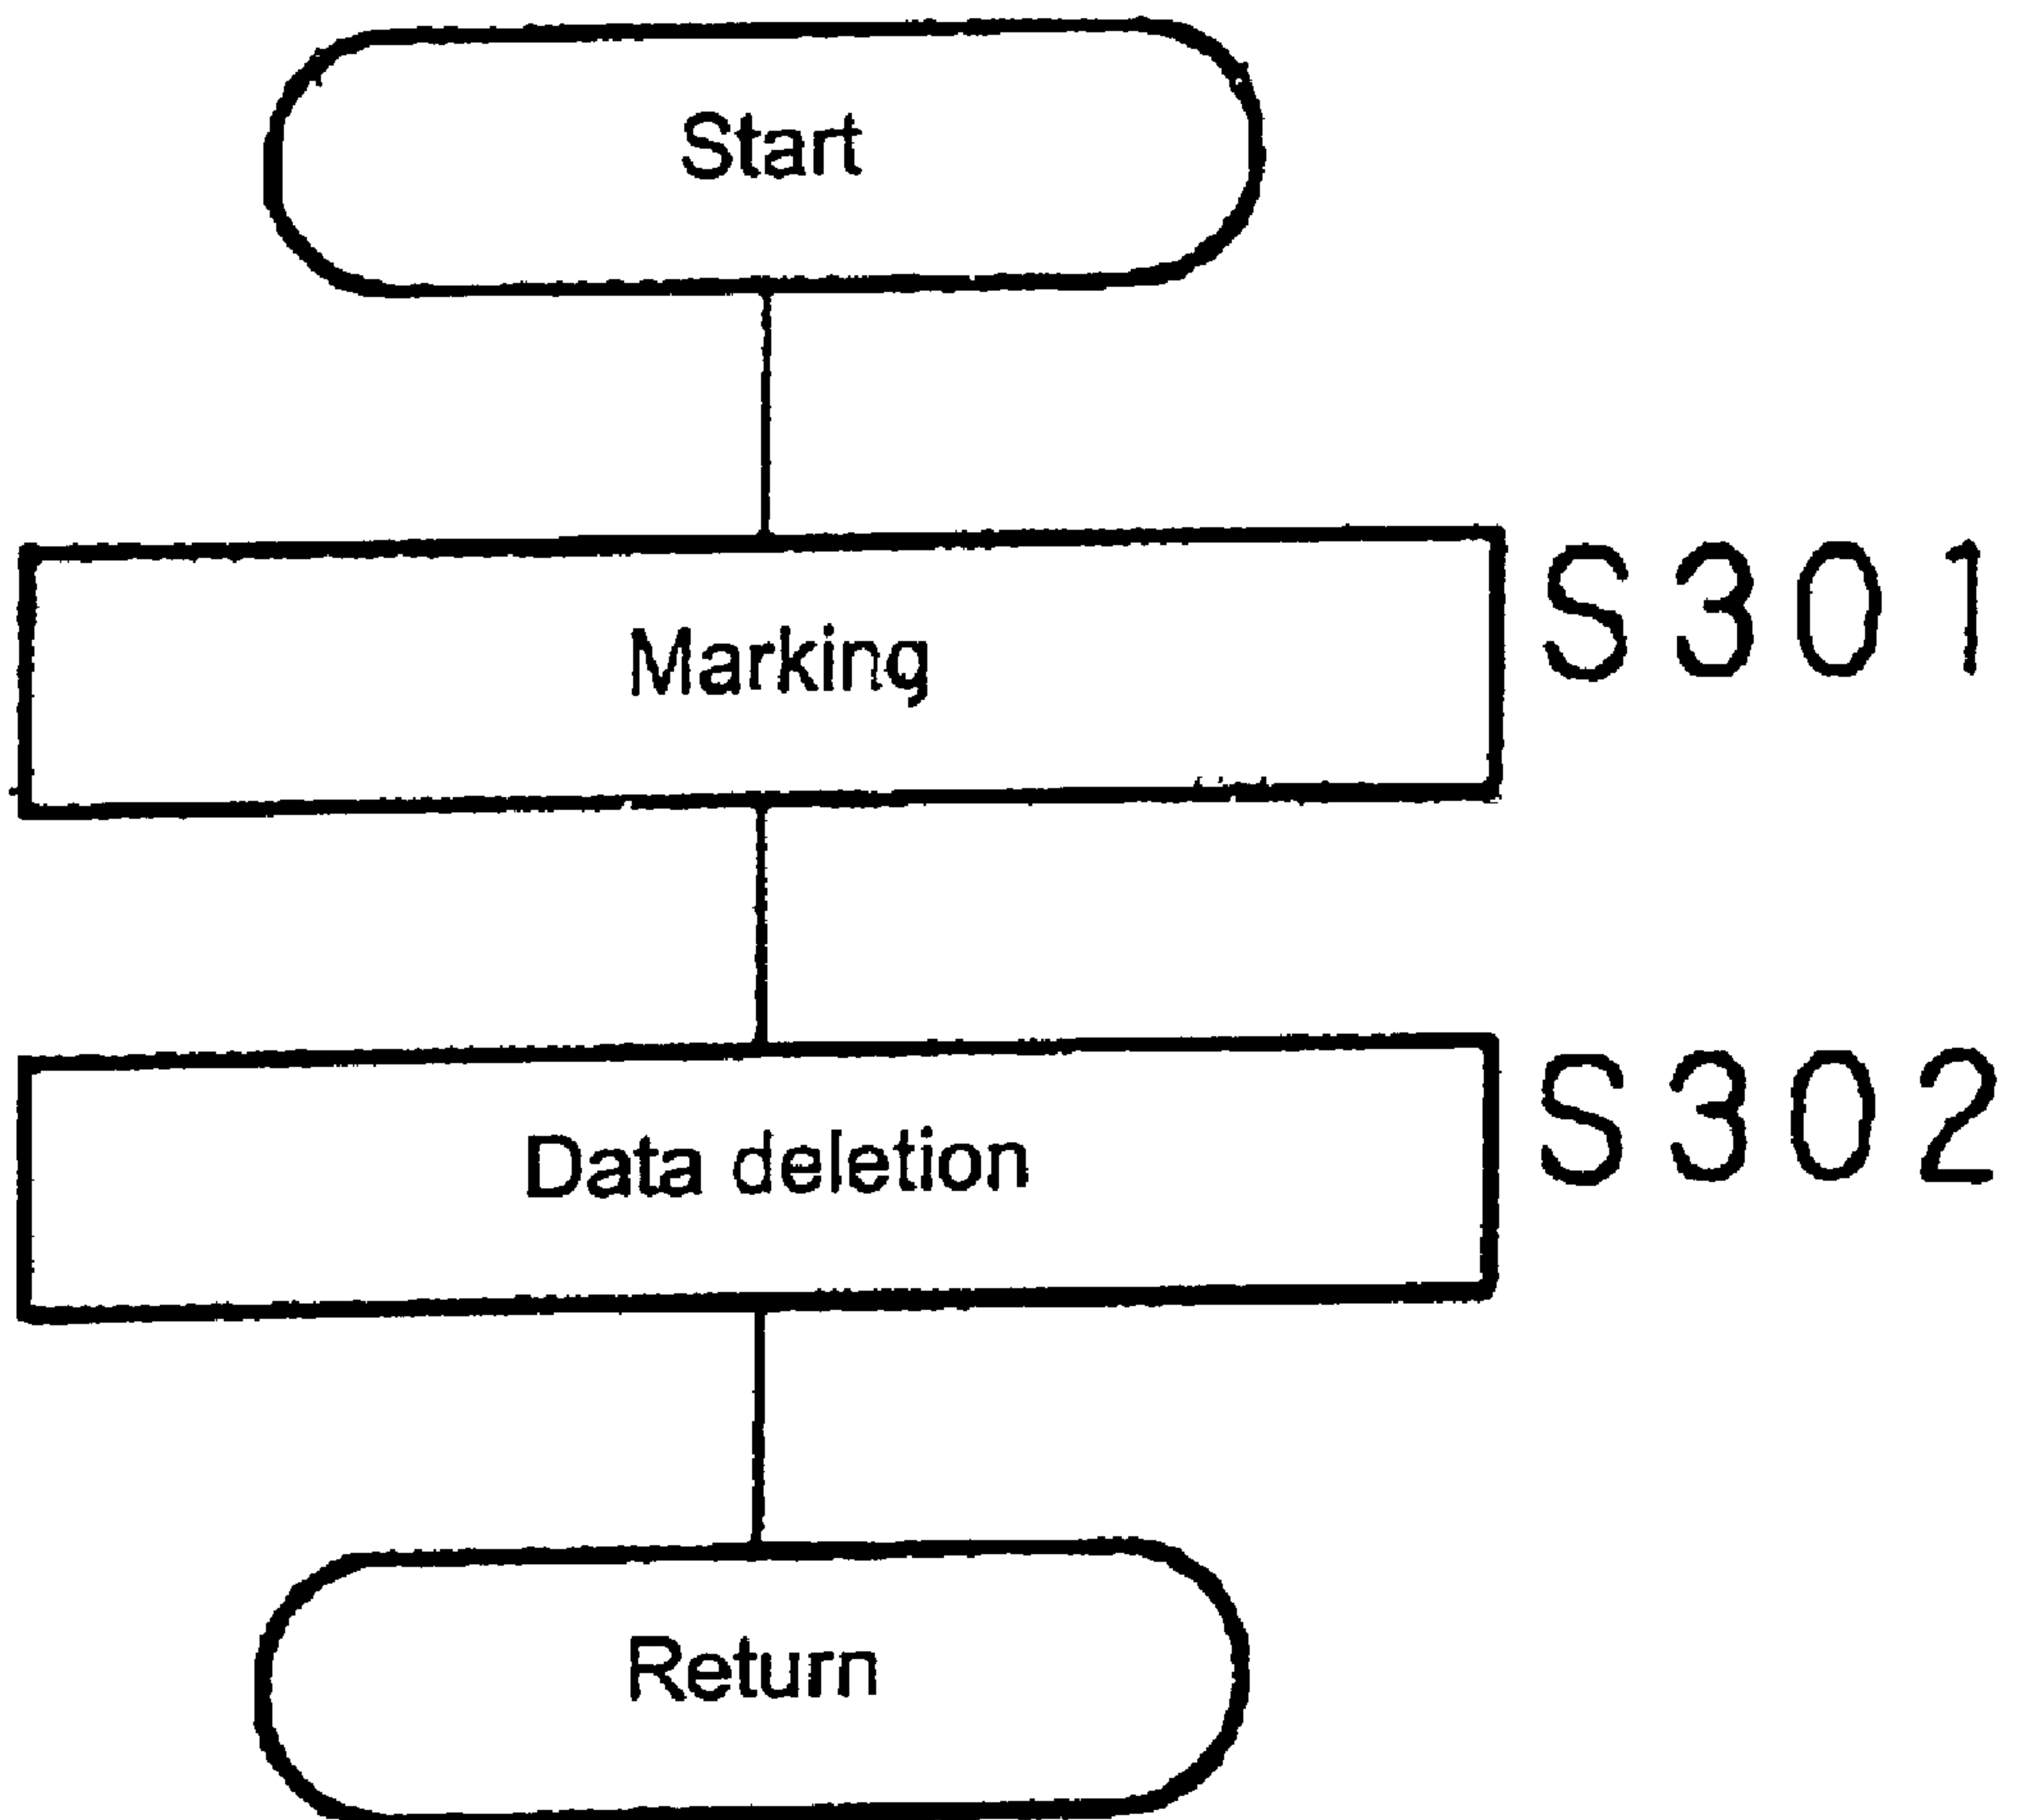 Start
Marking
S301
Data deletion
S302
Return